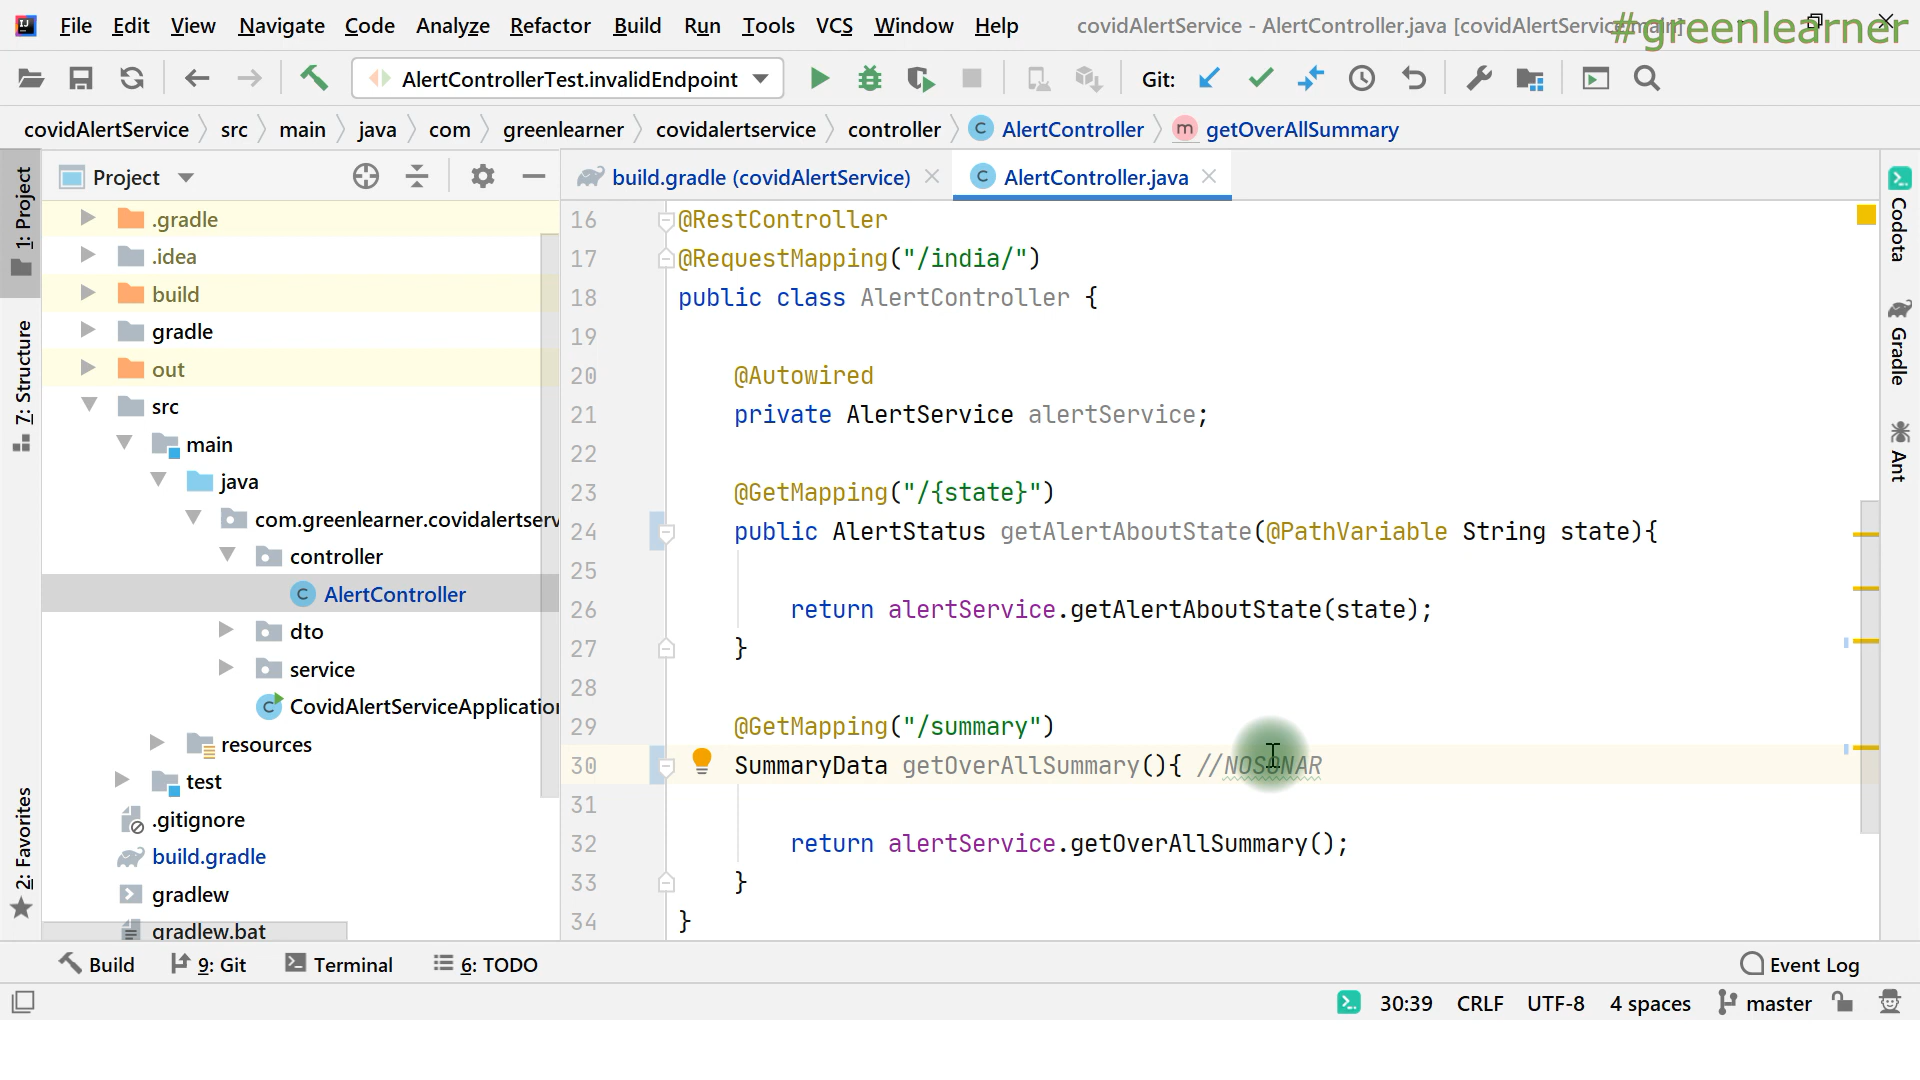 File Edit View Navigate Code Analyze Refactor Build Run Tools VCS Window Help covidAlertService - AlertController.java [covidAlertService.main]
#greenlearner
AlertControllerTest.invalidEndpoint Git:
covidAlertService src main java com greenlearner covidalertservice controller AlertController getOverAllSummary
Project
build.gradle (covidAlertService) AlertController.java
1: Project
7: Structure
2: Favorites
.gradle
.idea
build
gradle
out
src
main
java
com.greenlearner.covidalertserv
controller
AlertController
dto
service
CovidAlertServiceApplication
resources
test
.gitignore
build.gradle
gradlew
gradlew.bat
16 @RestController
17 @RequestMapping("/india/")
18 public class AlertController {
19
20 @Autowired
21 private AlertService alertService;
22
23 @GetMapping("/{state}")
24 public AlertStatus getAlertAboutState(@PathVariable String state){
25
26 return alertService.getAlertAboutState(state);
27 }
28
29 @GetMapping("/summary")
30 SummaryData getOverAllSummary(){ //NOSONAR
31
32 return alertService.getOverAllSummary();
33 }
34 }
Codota
Gradle
Ant
Build 9: Git Terminal 6: TODO Event Log
30:39 CRLF UTF-8 4 spaces master